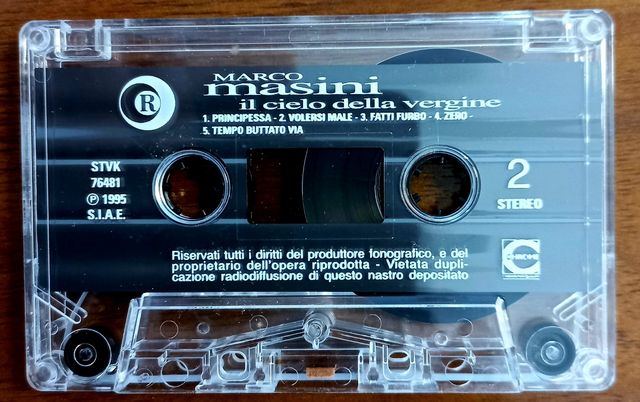 R
MARCO
masini
il cielo della vergine
1. PRINCIPESSA - 2. VOLERSI MALE - 3. FATTI FURBO - 4. ZERO -
5. TEMPO BUTTATO VIA
STVK
76481
℗ 1995
S.I.A.E.
2
STEREO
Riservati tutti i diritti del produttore fonografico, e del
proprietario dell'opera riprodotta - Vietata dupli-
cazione radiodiffusione di questo nastro depositato
CHROME